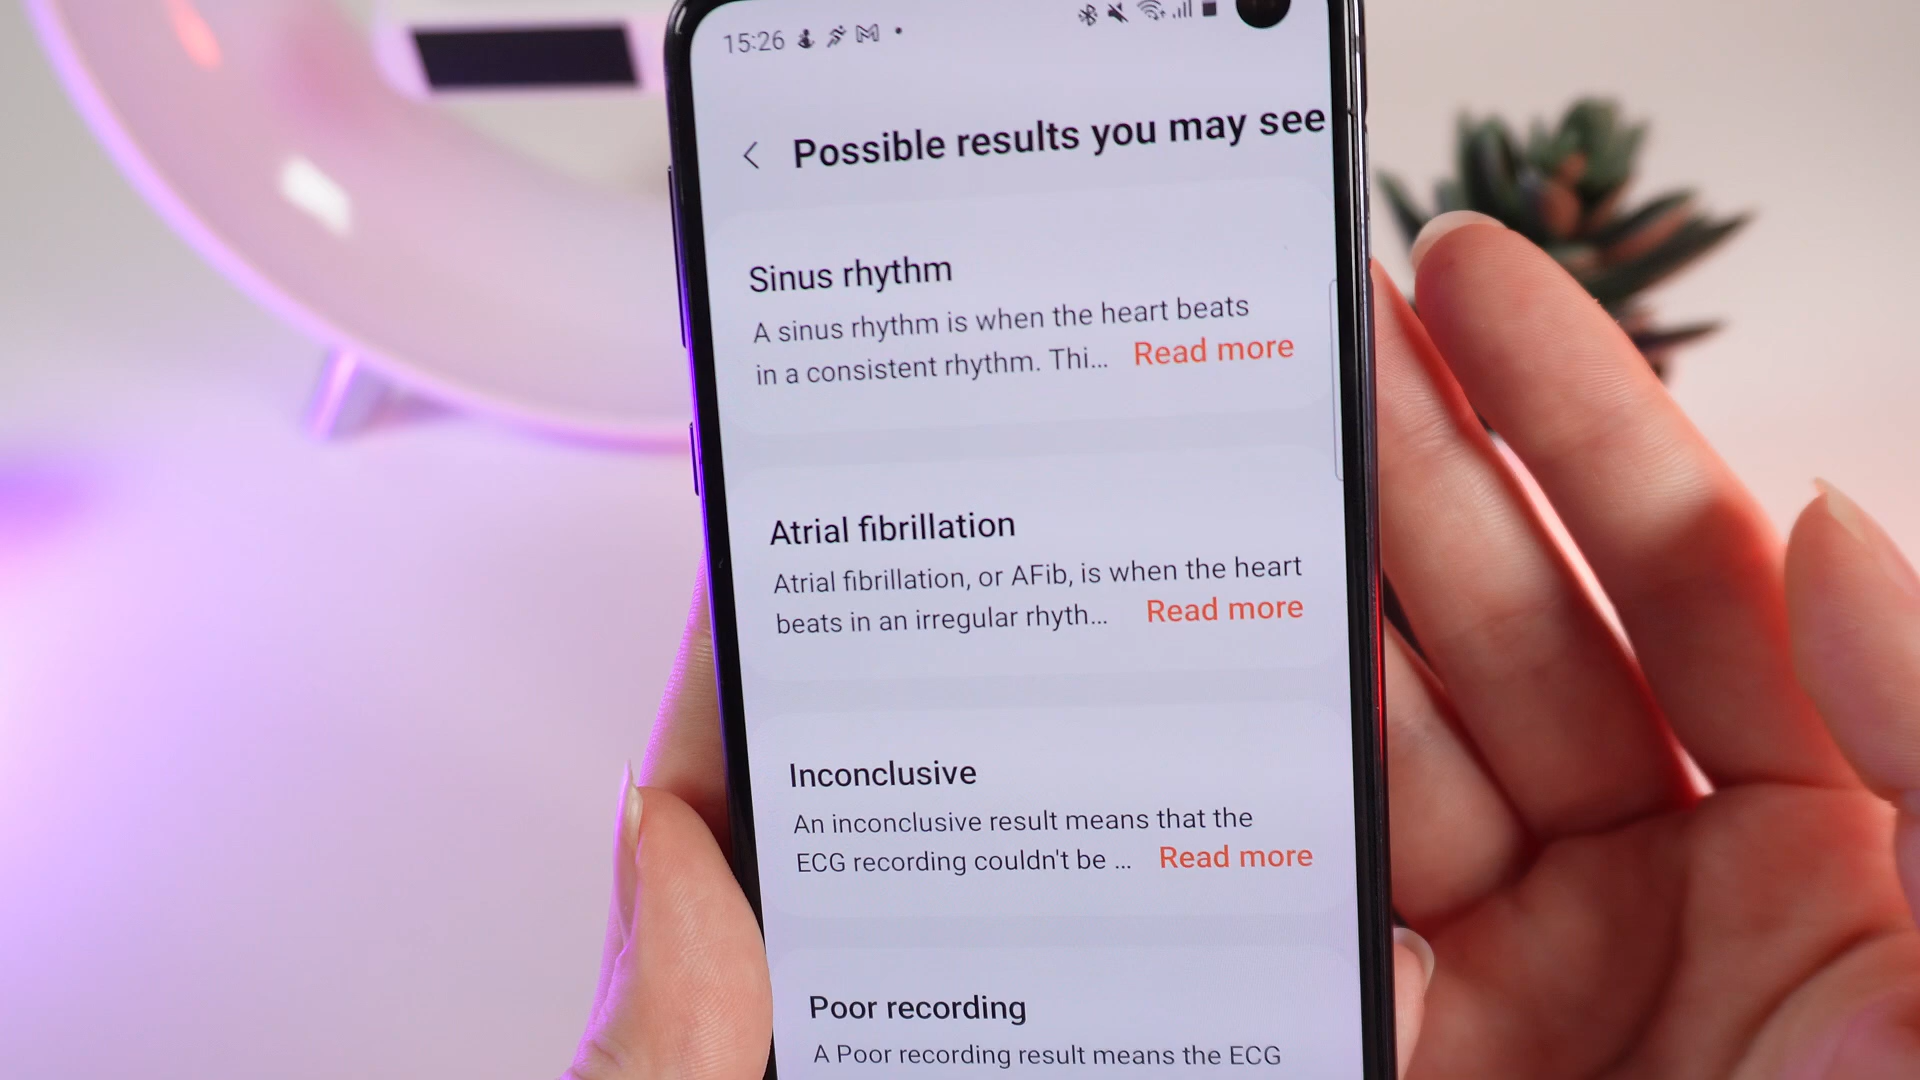 15:26
Possible results you may see
Sinus rhythm
A sinus rhythm is when the heart beats
in a consistent rhythm. Thi... Read more
Atrial fibrillation
Atrial fibrillation, or AFib, is when the heart
beats in an irregular rhyth... Read more
Inconclusive
An inconclusive result means that the
ECG recording couldn't be ... Read more
Poor recording
A Poor recording result means the ECG